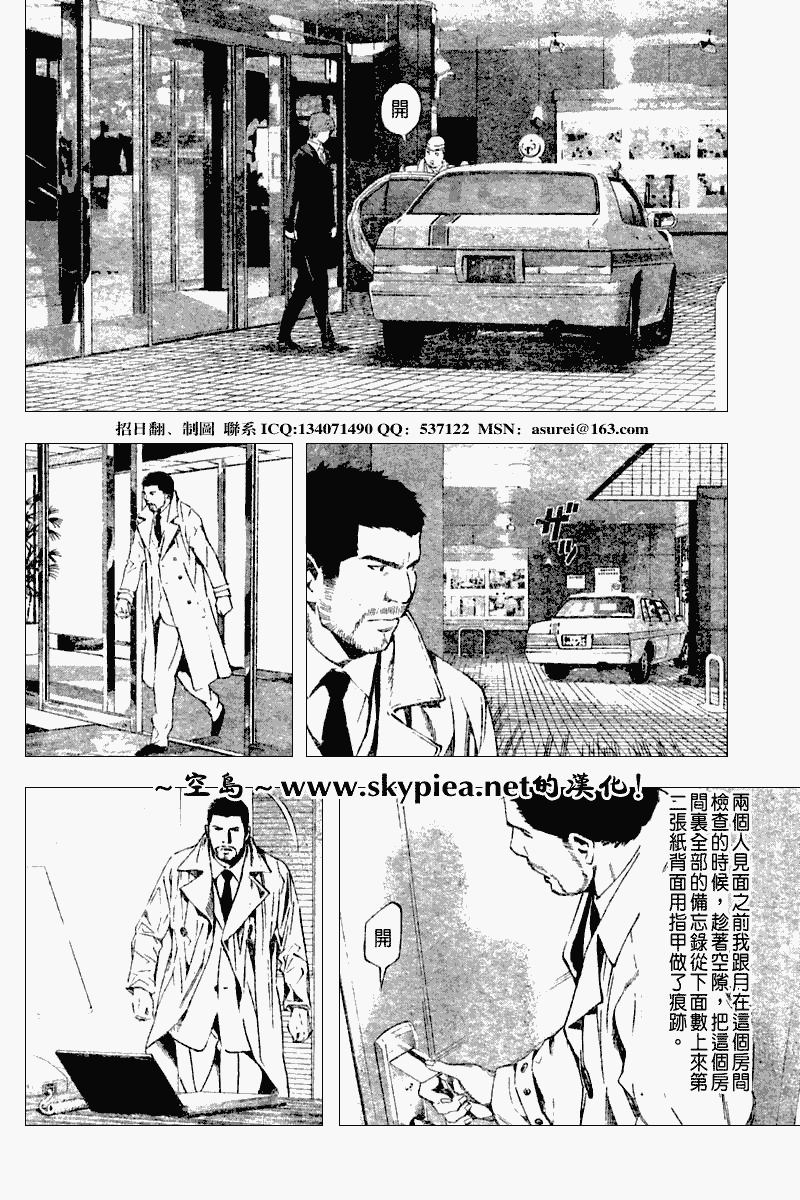 開
招日翻、制圖 聯系ICQ:134071490 QQ：537122 MSN：asurei@163.com
ザッ
~空島~www.skypiea.net的漢化!
兩個人見面之前我跟月在這個房間
檢查的時候，趁著空隙，把這個房
間裏全部的備忘錄從下面數上來第
二張紙背面用指甲做了痕跡。
開